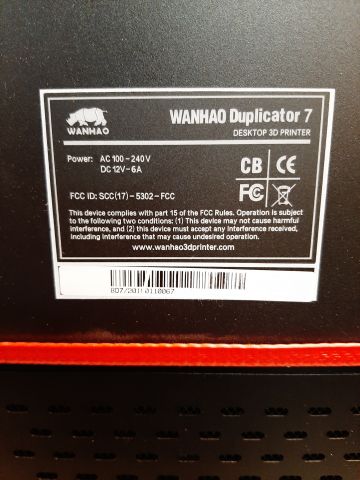 WANHAO Duplicator 7
DESKTOP 3D PRINTER
WANHAO
Power: AC 100-240V
DC 12V-6A
CB CE
FC
FCC ID: SCC(17)-5302-FCC
This device complies with part 15 of the FCC Rules. Operation is subject
to the following two conditions: (1) This device may not cause harmful
interference, and (2) this device must accept any interference received,
including interference that may cause undesired operation.
www.wanhao3dprinter.com